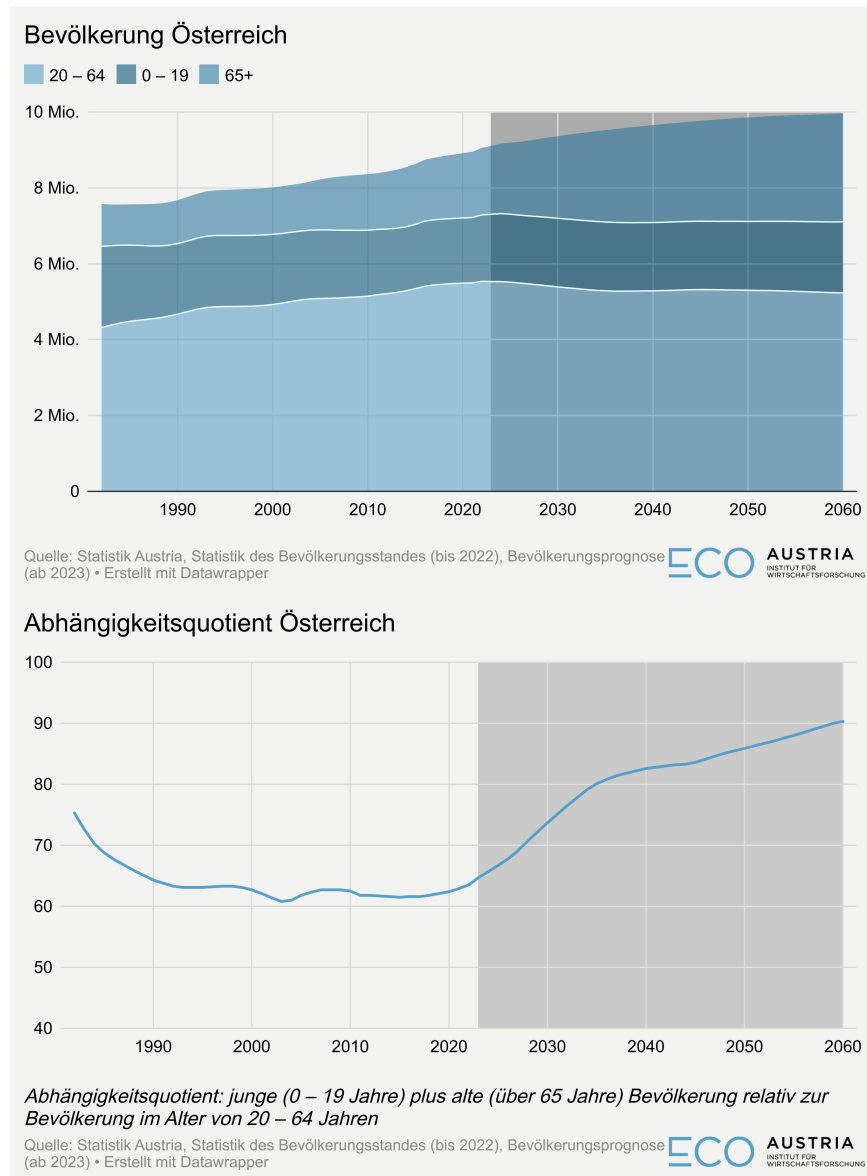 Bevölkerung Österreich
20 – 64 0 – 19 65+
10 Mio.
8 Mio.
6 Mio.
4 Mio.
2 Mio.
0
1990 2000 2010 2020 2030 2040 2050 2060
Quelle: Statistik Austria, Statistik des Bevölkerungsstandes (bis 2022), Bevölkerungsprognose
(ab 2023) • Erstellt mit Datawrapper
ECO AUSTRIA
INSTITUT FÜR
WIRTSCHAFTSFORSCHUNG
Abhängigkeitsquotient Österreich
100
90
80
70
60
50
40
1990 2000 2010 2020 2030 2040 2050 2060
Abhängigkeitsquotient: junge (0 – 19 Jahre) plus alte (über 65 Jahre) Bevölkerung relativ zur
Bevölkerung im Alter von 20 – 64 Jahren
Quelle: Statistik Austria, Statistik des Bevölkerungsstandes (bis 2022), Bevölkerungsprognose
(ab 2023) • Erstellt mit Datawrapper
ECO AUSTRIA
INSTITUT FÜR
WIRTSCHAFTSFORSCHUNG